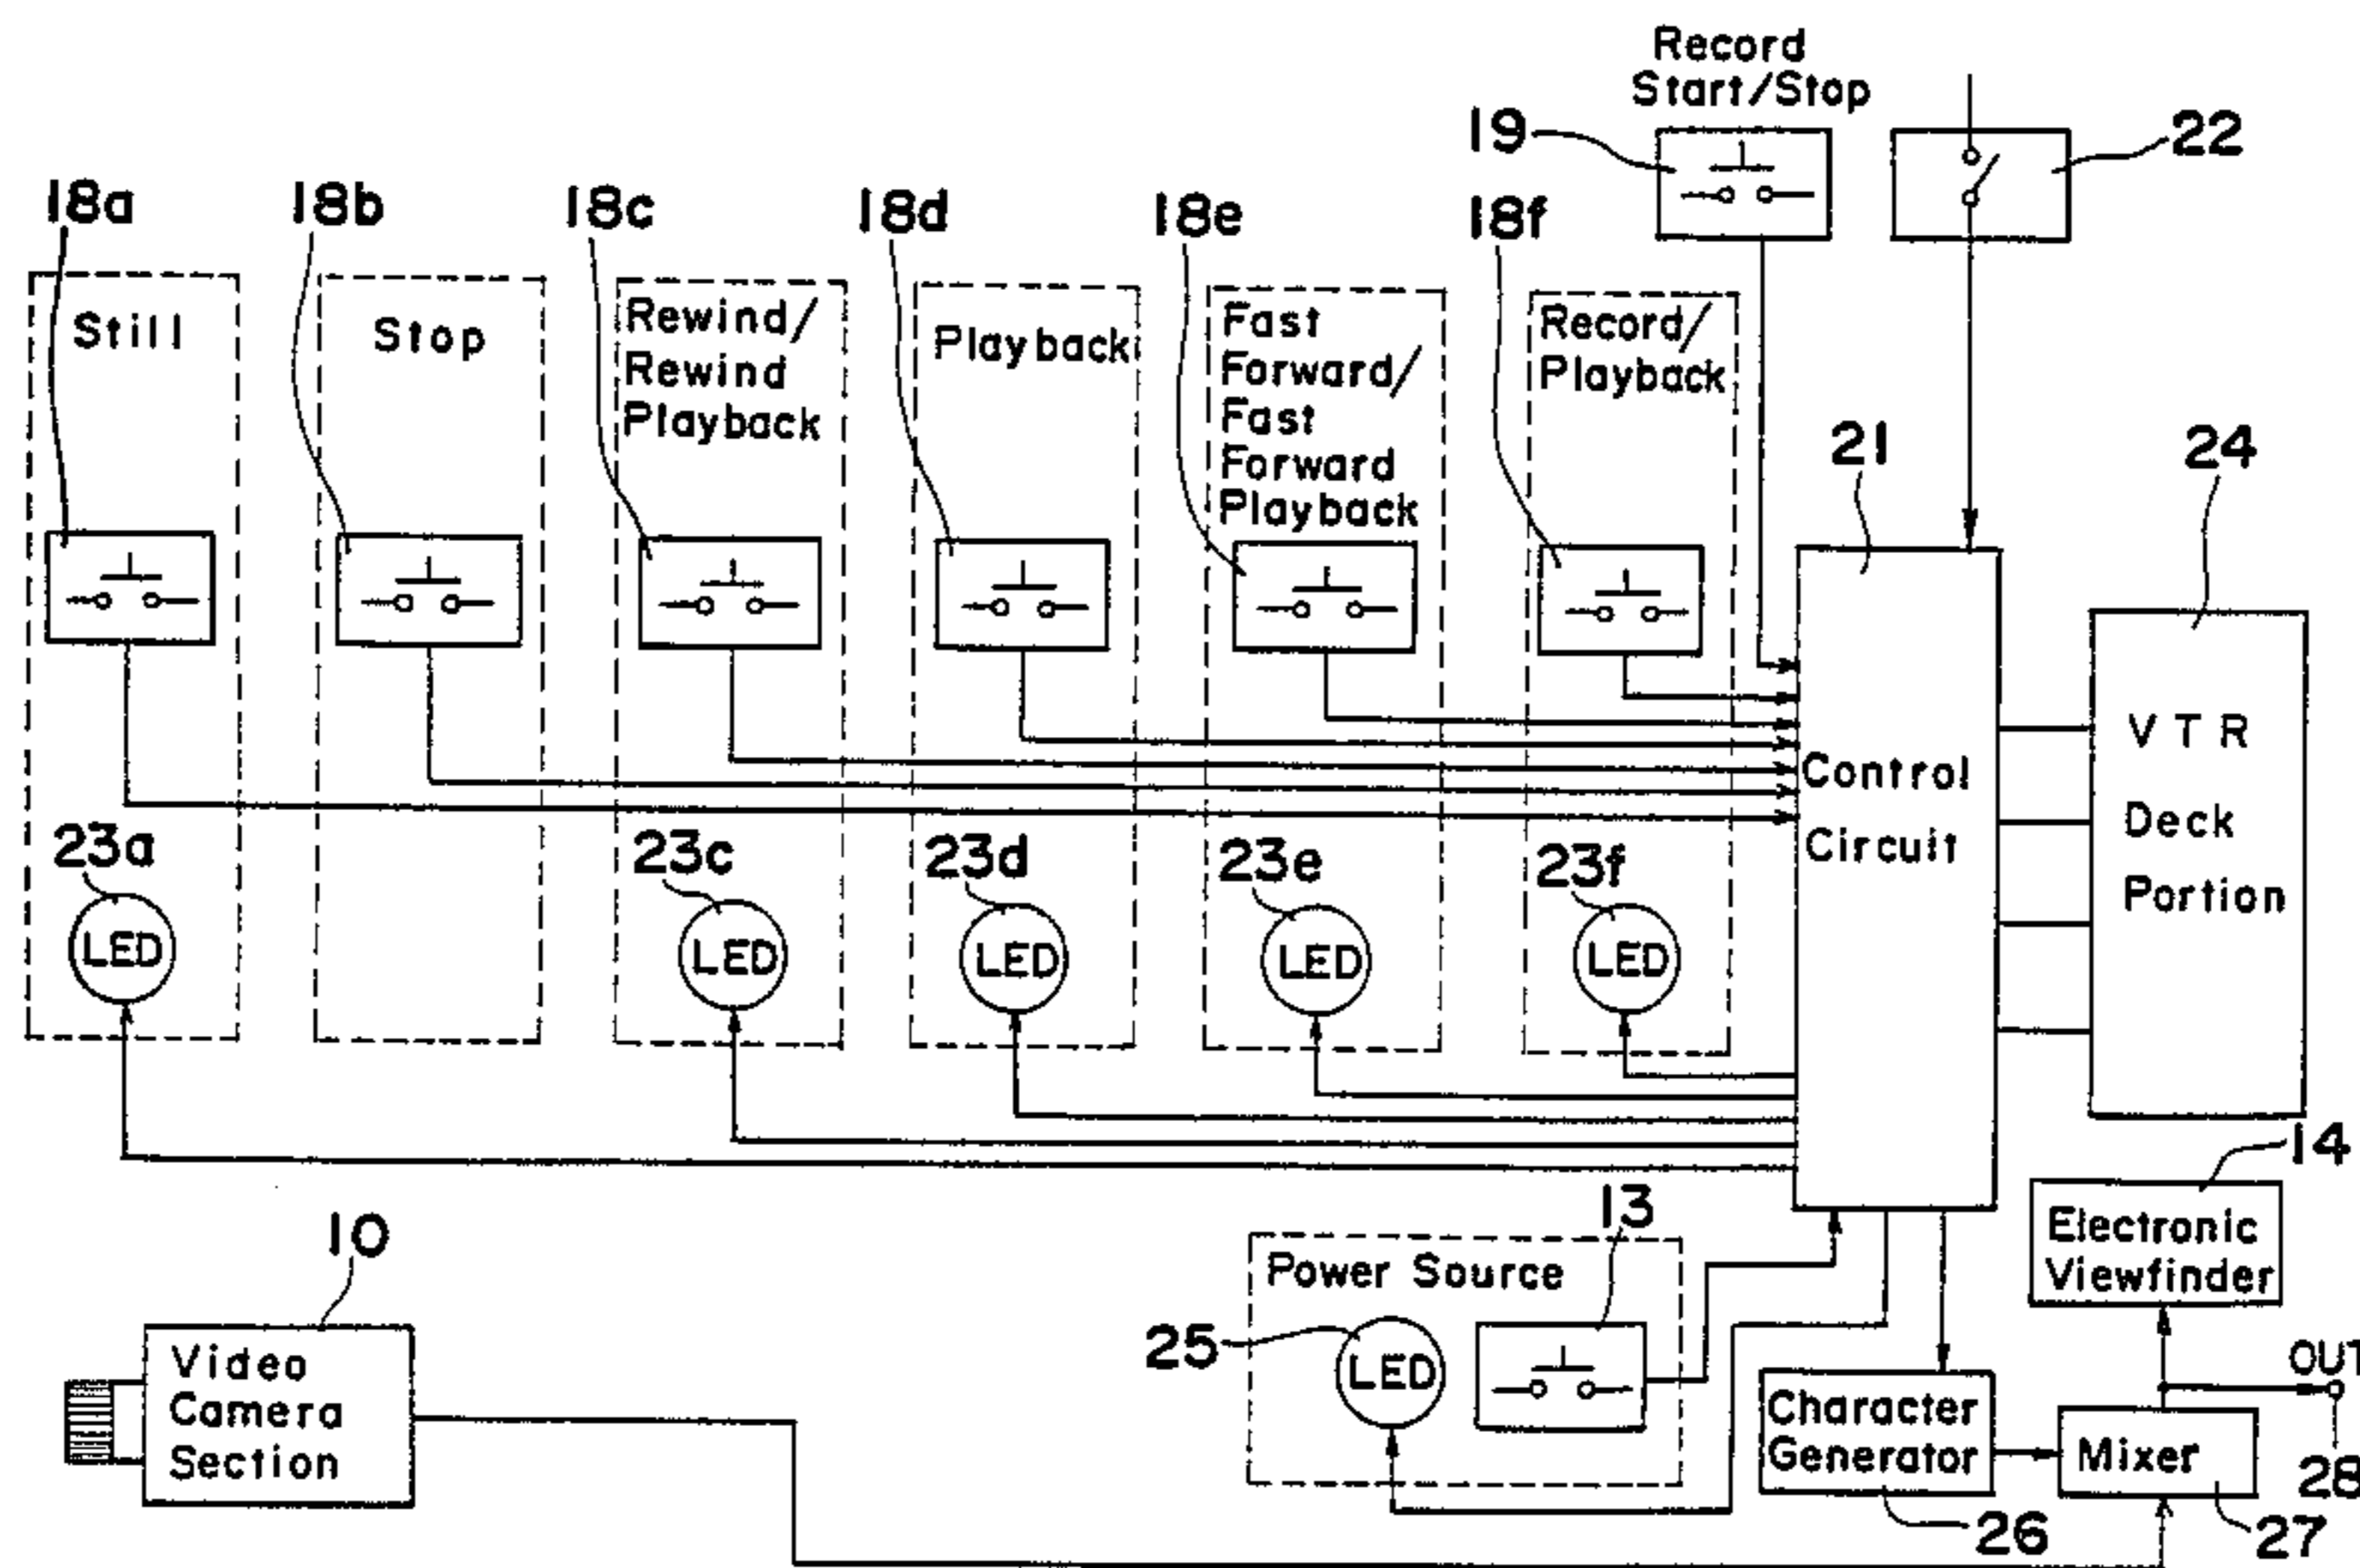 Record
Start/Stop
19
22
18a
18b
18c
18d
18e
18f
Still
Stop
Rewind/
Rewind
Playback
Playback
Fast
Forward/
Fast
Forward
Playback
Record/
Playback
21
24
Control
Circuit
VTR
Deck
Portion
23a
23c
23d
23e
23f
LED
LED
LED
LED
LED
14
Electronic
Viewfinder
10
Video
Camera
Section
13
Power Source
25
LED
OUT
28
Character
Generator
26
Mixer
27